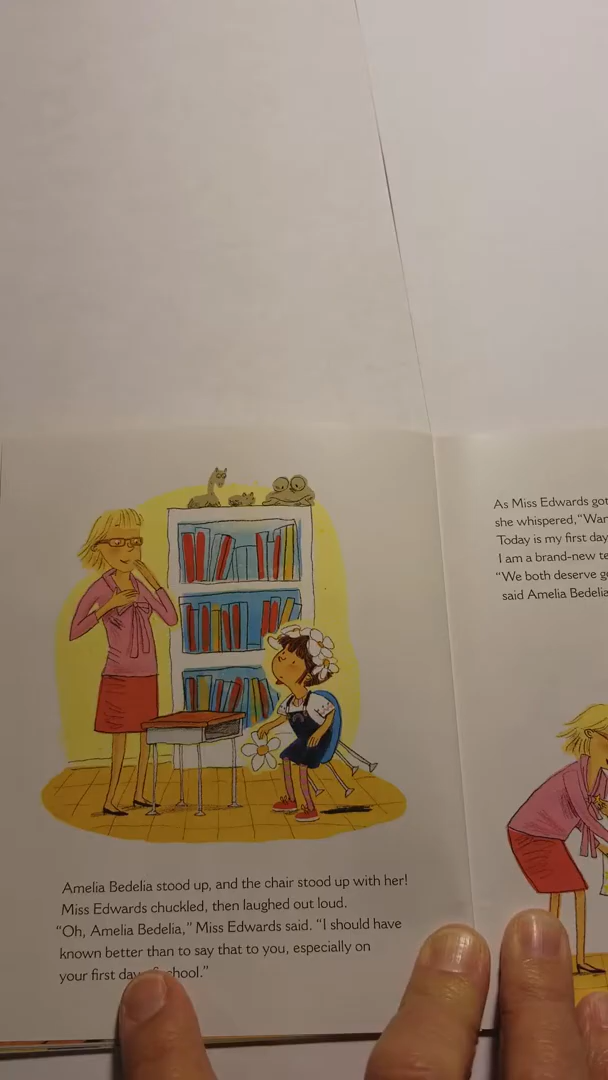 Amelia Bedelia stood up, and the chair stood up with her!
Miss Edwards chuckled, then laughed out loud.
“Oh, Amelia Bedelia,” Miss Edwards said. “I should have
known better than to say that to you, especially on
your first day school.”
As Miss Edwards got
she whispered, “
Today is my first day
I am a brand-new
“We both deserve
said Amelia Bedelia